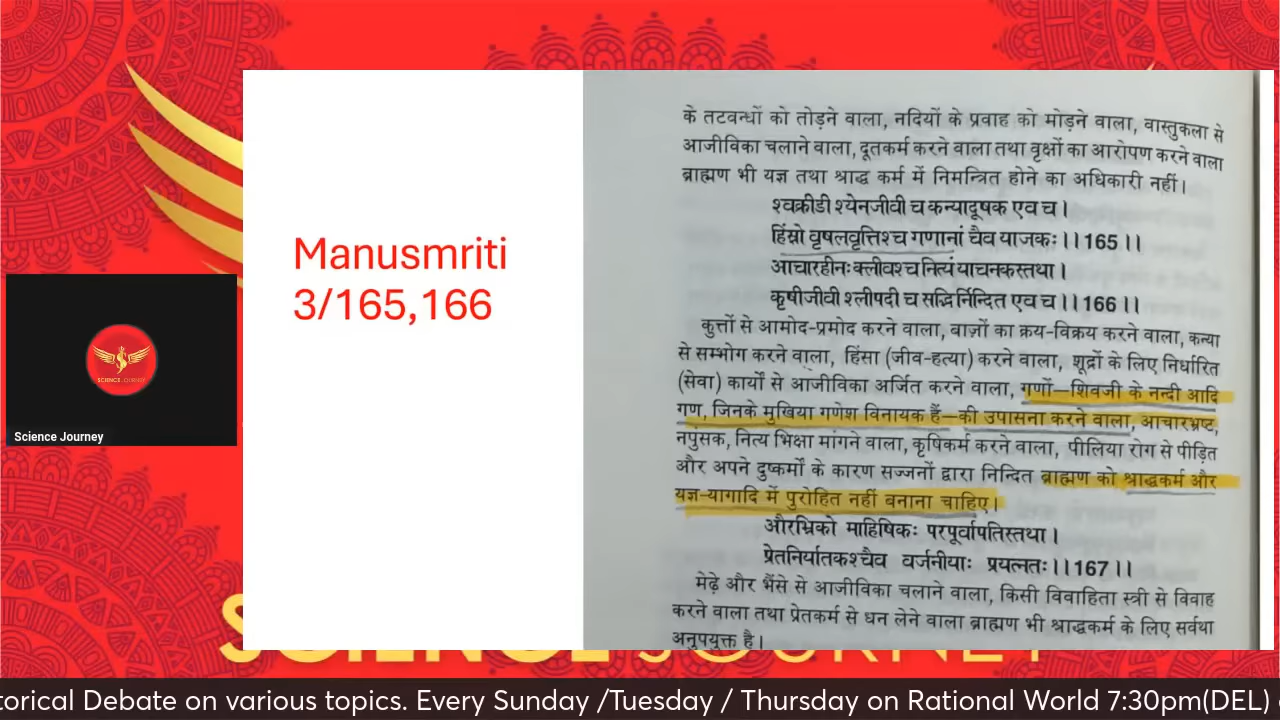 Manusmriti
3/165,166
के तटवन्धों को तोड़ने वाला, नदियों के प्रवाह को मोड़ने वाला, वास्तुकला से
आजीविका चलाने वाला, दूतकर्म करने वाला तथा वृक्षों का आरोपण करने वाला
ब्राह्मण भी यज्ञ तथा श्राद्ध कर्म में निमन्त्रित होने का अधिकारी नहीं।
श्वक्रीडी श्येनजीवी च कन्यादूषक एव च।
हिंस्रो वृषलवृत्तिश्च गणानां चैव याजकः।।165।।
आचारहीनः क्लीवश्च नित्यं याचनकस्तथा।
कृषीजीवी श्लीपदी च सद्भिर्निन्दित एव च।।166।।
कुत्तों से आमोद-प्रमोद करने वाला, बाज़ों का क्रय-विक्रय करने वाला, कन्या
से सम्भोग करने वाला, हिंसा (जीव-हत्या) करने वाला, शूद्रों के लिए निर्धारित
(सेवा) कार्यों से आजीविका अर्जित करने वाला, गणों—शिवजी के नन्दी आदि
गण, जिनके मुखिया गणेश विनायक हैं—की उपासना करने वाला, आचारभ्रष्ट,
नपुंसक, नित्य भिक्षा मांगने वाला, कृषिकर्म करने वाला, पीलिया रोग से पीड़ित
और अपने दुष्कर्मों के कारण सज्जनों द्वारा निन्दित ब्राह्मण को श्राद्धकर्म और
यज्ञ-यागादि में पुरोहित नहीं बनाना चाहिए।
औरभ्रिको माहिषिकः परपूर्वापतिस्तथा।
प्रेतनिर्यातकश्चैव वर्जनीयाः प्रयत्नतः।।167।।
मेढ़े और भैंसे से आजीविका चलाने वाला, किसी विवाहिता स्त्री से विवाह
करने वाला तथा प्रेतकर्म से धन लेने वाला ब्राह्मण भी श्राद्धकर्म के लिए सर्वथा
अनुपयुक्त है।
SCIENCE JOURNEY
Science Journey
SCIENCE JOURNEY
torical Debate on various topics. Every Sunday /Tuesday / Thursday on Rational World 7:30pm(DEL)